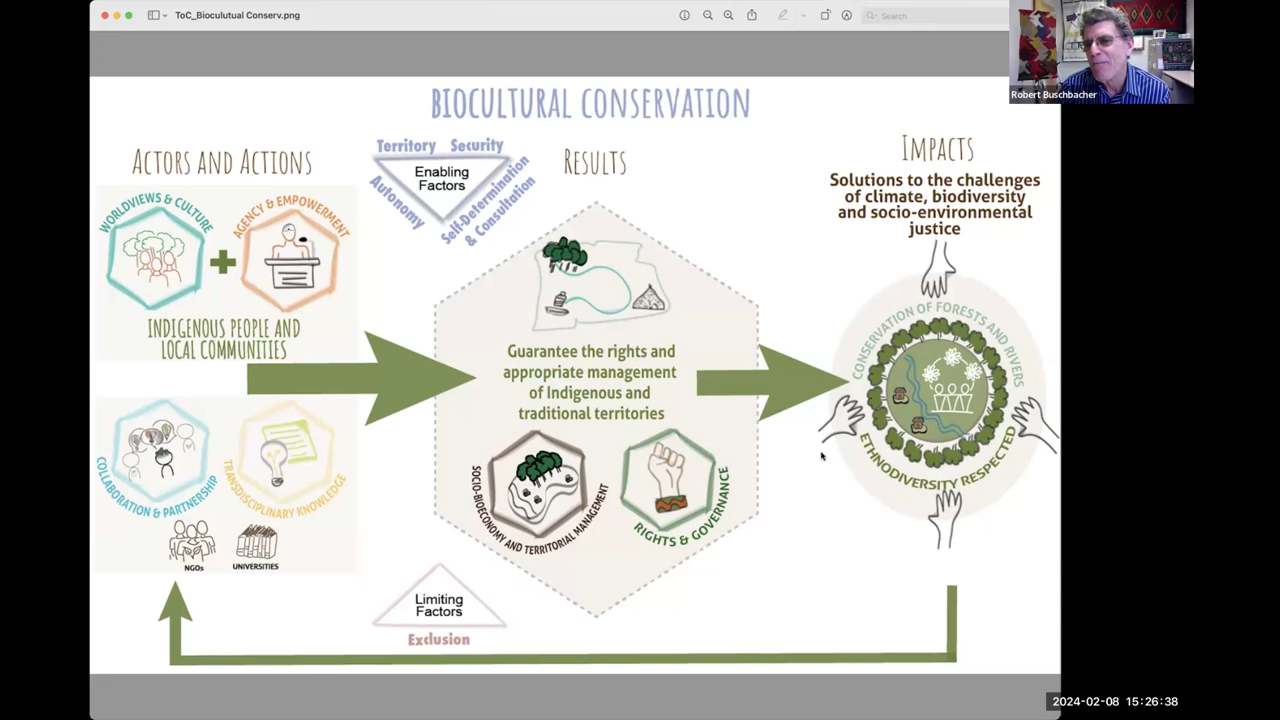 ToC_Bioculutual Conserv.png
Search
Robert Buschbacher
BIOCULTURAL CONSERVATION
ACTORS AND ACTIONS
WORLDVIEWS & CULTURE
AGENCY & EMPOWERMENT
INDIGENOUS PEOPLE AND
LOCAL COMMUNITIES
COLLABORATION & PARTNERSHIP
TRANSDISCIPLINARY KNOWLEDGE
NGOs
UNIVERSITIES
Territory Security
Enabling
Factors
Autonomy
Self-Determination
& Consultation
RESULTS
Guarantee the rights and
appropriate management
of Indigenous and
traditional territories
SOCIO-BIOECONOMY AND TERRITORIAL MANAGEMENT
RIGHTS & GOVERNANCE
Limiting
Factors
Exclusion
IMPACTS
Solutions to the challenges
of climate, biodiversity
and socio-environmental
justice
CONSERVATION OF FORESTS AND RIVERS
ETHNODIVERSITY RESPECTED
2024-02-08 15:26:38